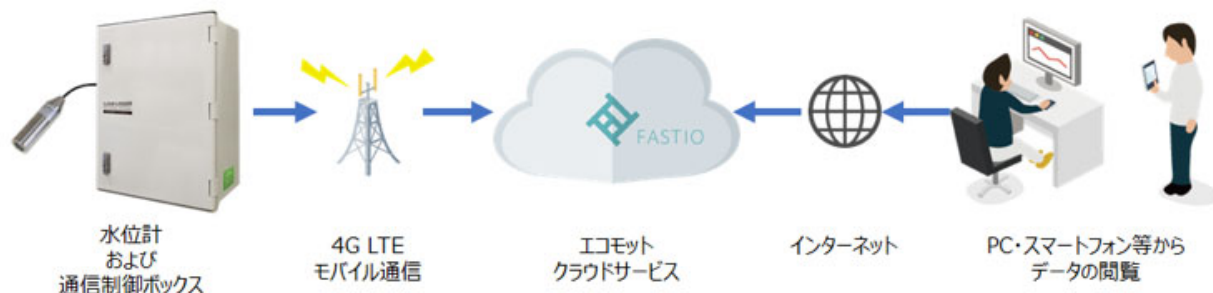 FASTIO
水位計
および
通信制御ボックス
4G LTE
モバイル通信
エコモット
クラウドサービス
インターネット
PC・スマートフォン等から
データの閲覧